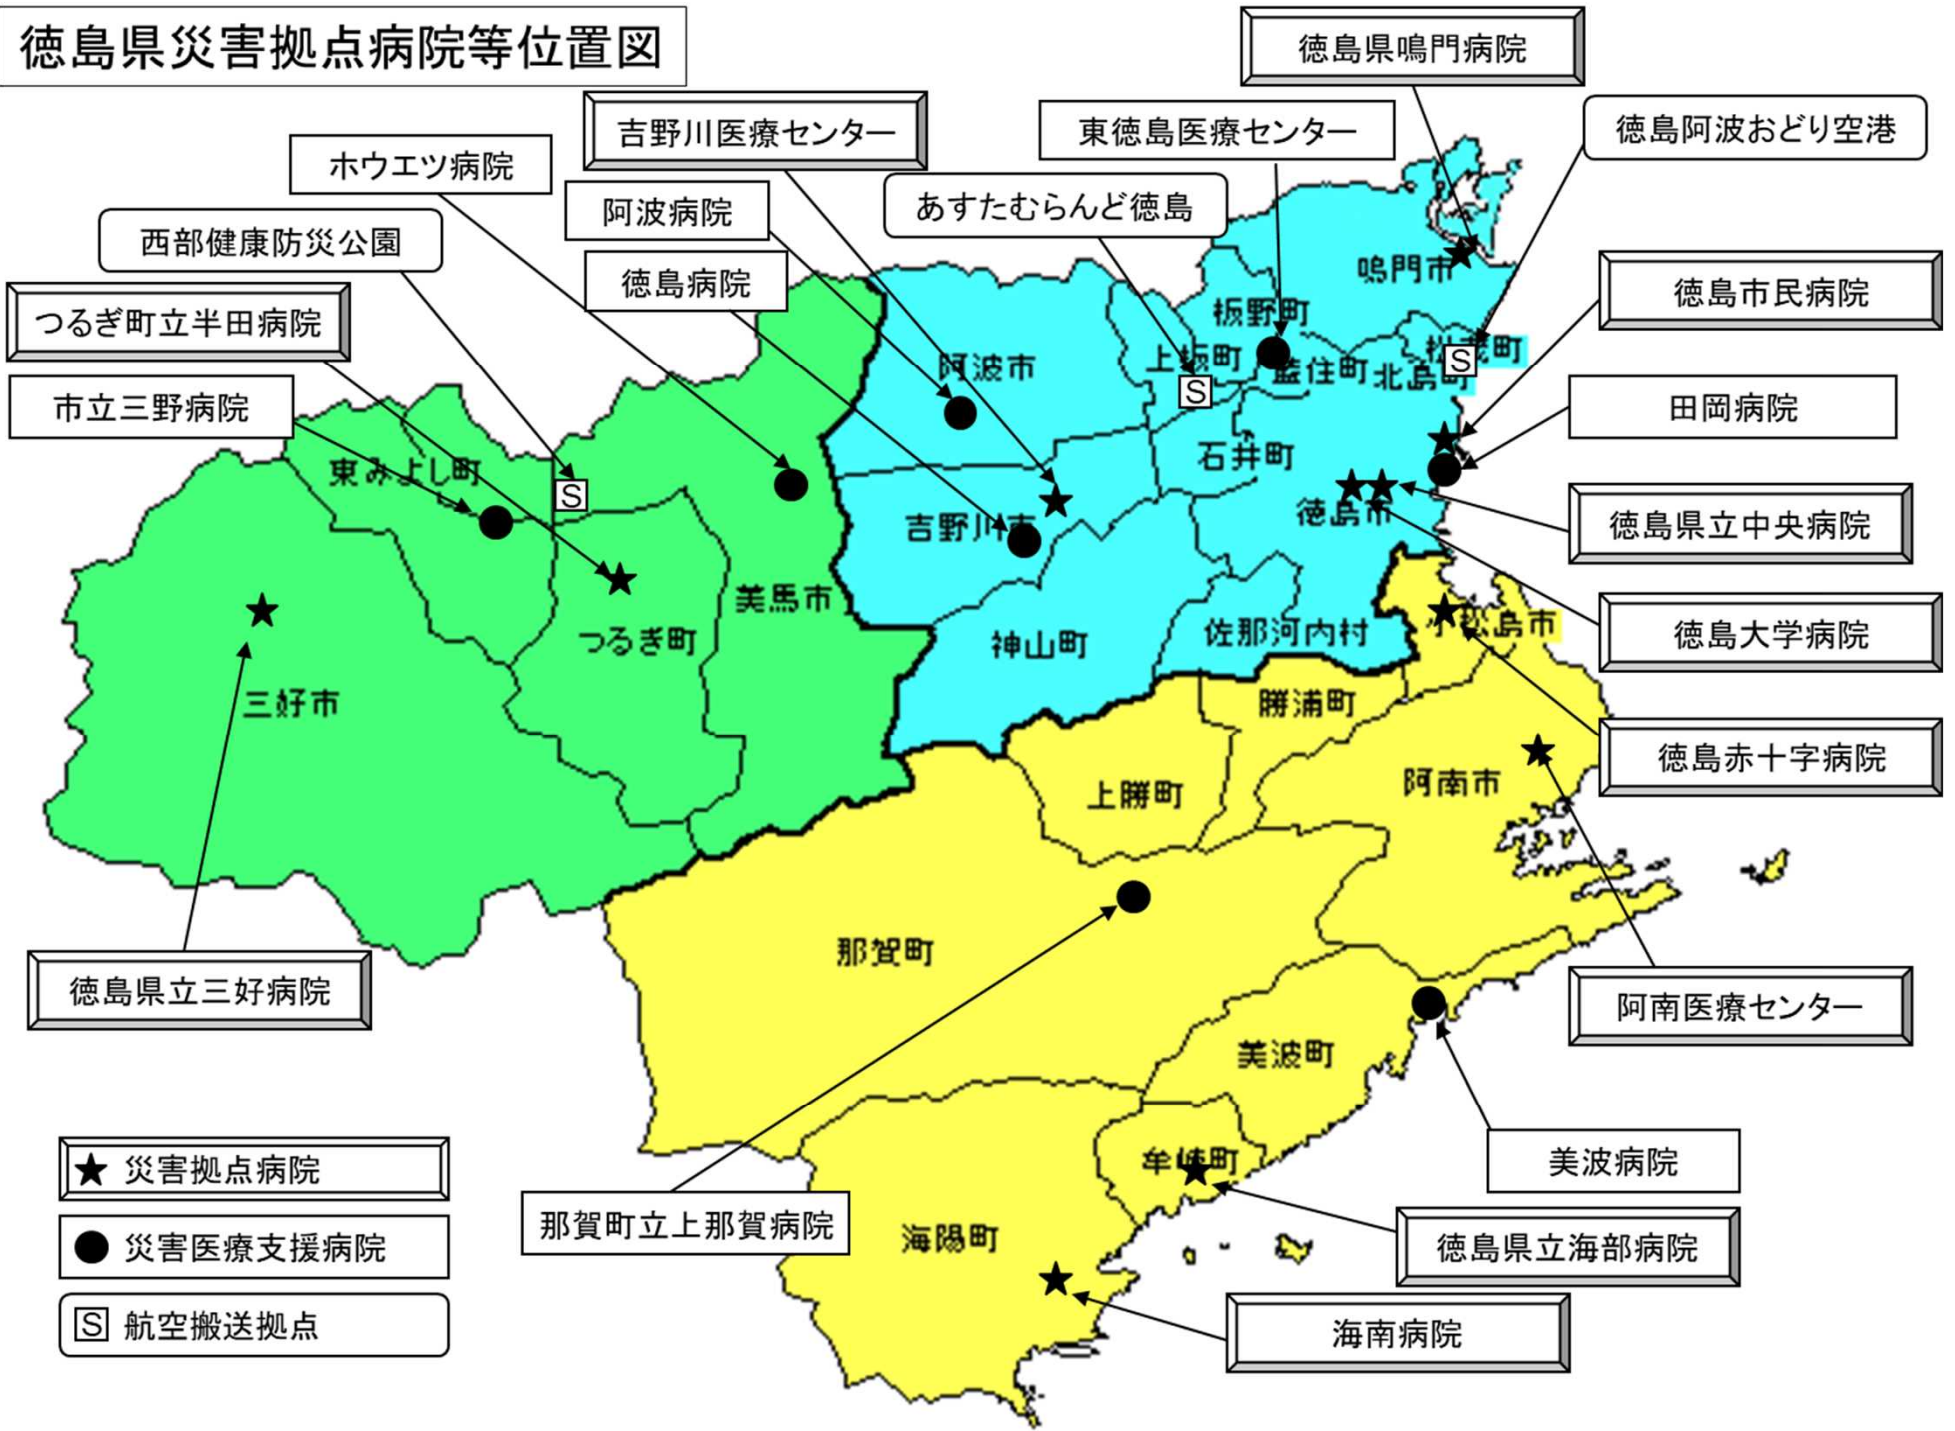 徳島県災害拠点病院等位置図
徳島県鳴門病院
吉野川医療センター
東徳島医療センター
徳島阿波おどり空港
ホウエツ病院
阿波病院
あすたむらんど徳島
西部健康防災公園
徳島病院
鳴門市
徳島市民病院
つるぎ町立半田病院
板野町
阿波市
上板町
松茂町
藍住町
北島町
市立三野病院
田岡病院
東みよし町
S
S
S
石井町
吉野川市
徳島市
徳島県立中央病院
美馬市
つるぎ町
神山町
佐那河内村
小松島市
徳島大学病院
三好市
勝浦町
徳島赤十字病院
上勝町
阿南市
那賀町
徳島県立三好病院
阿南医療センター
美波町
牟岐町
美波病院
★ 災害拠点病院
那賀町立上那賀病院
海陽町
● 災害医療支援病院
徳島県立海部病院
S 航空搬送拠点
海南病院